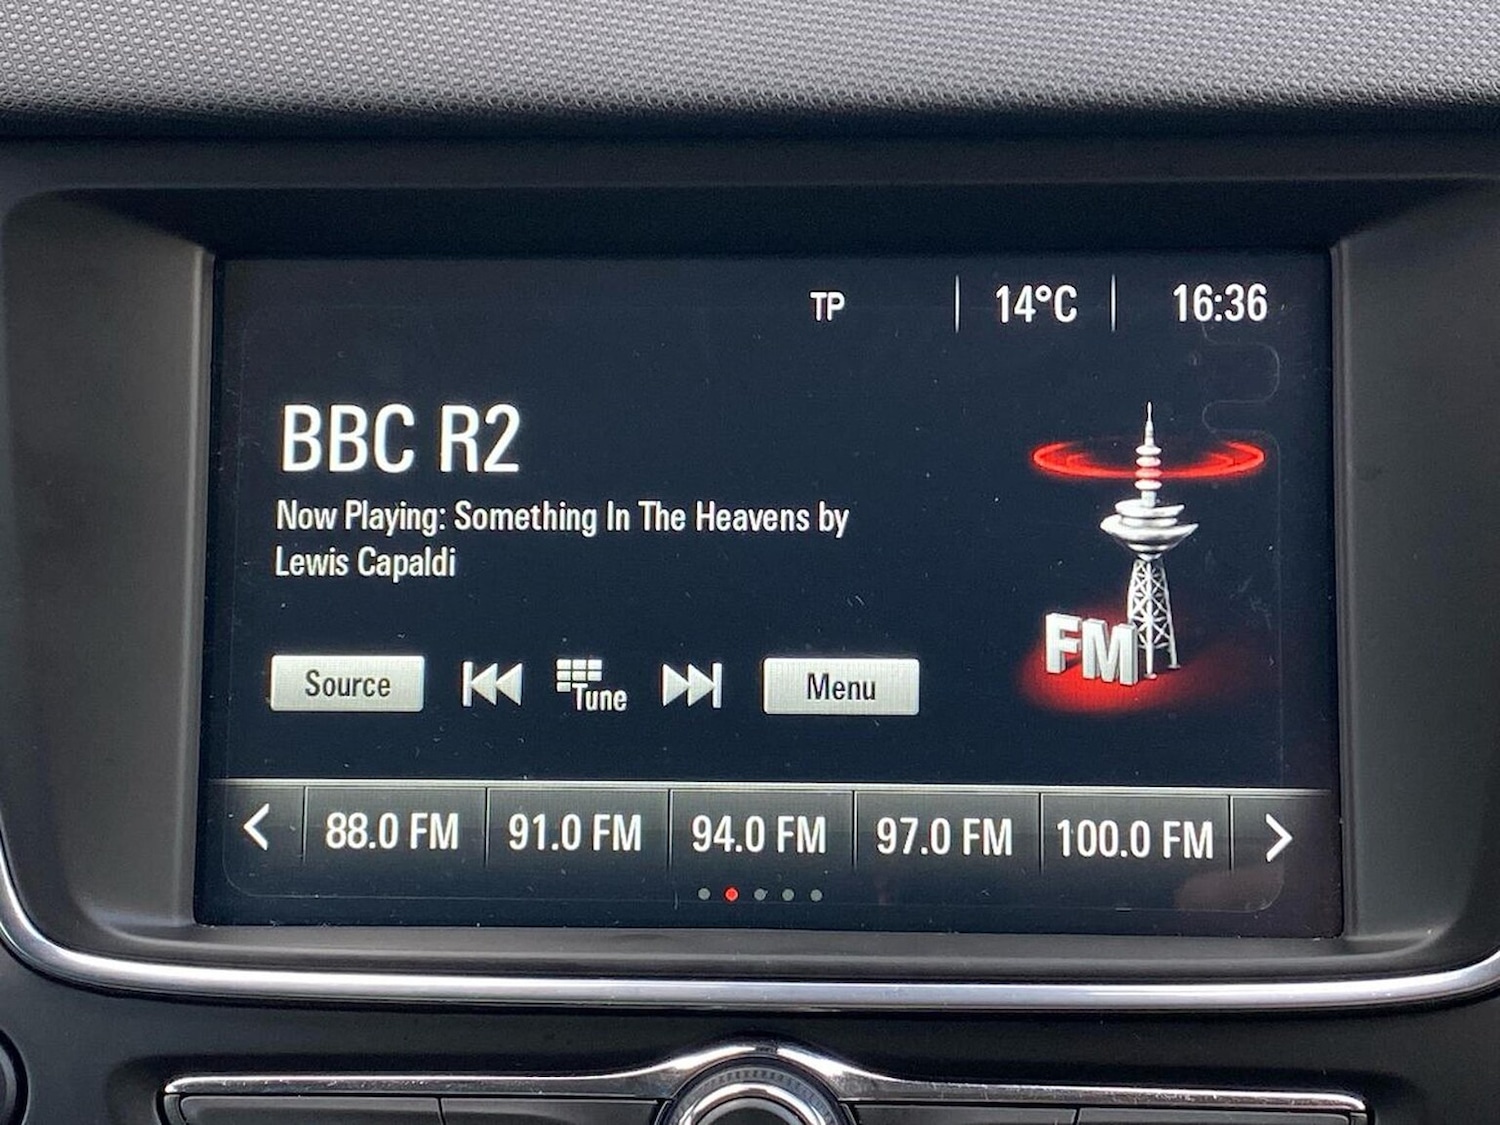 TP 14°C 16:36
BBC R2
Now Playing: Something In The Heavens by
Lewis Capaldi
FM
Source Tune Menu
88.0 FM 91.0 FM 94.0 FM 97.0 FM 100.0 FM